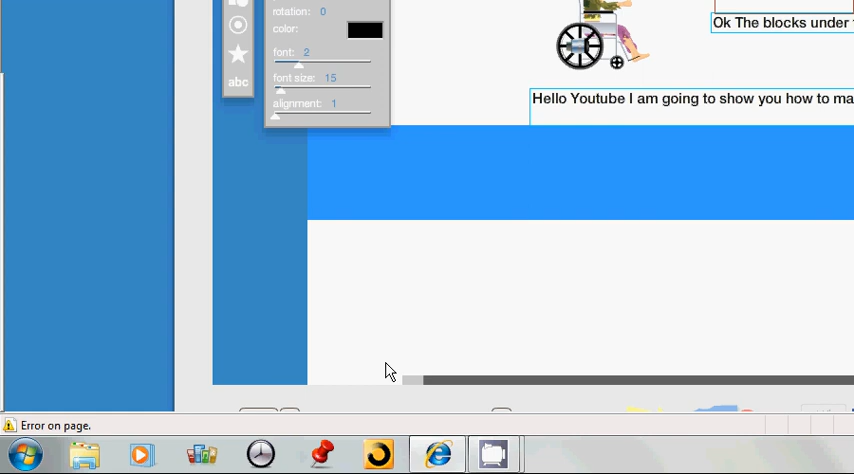 rotation: 0
color:
font: 2
font size: 15
alignment: 1
abc
Ok The blocks under
Hello Youtube I am going to show you how to ma
Error on page.